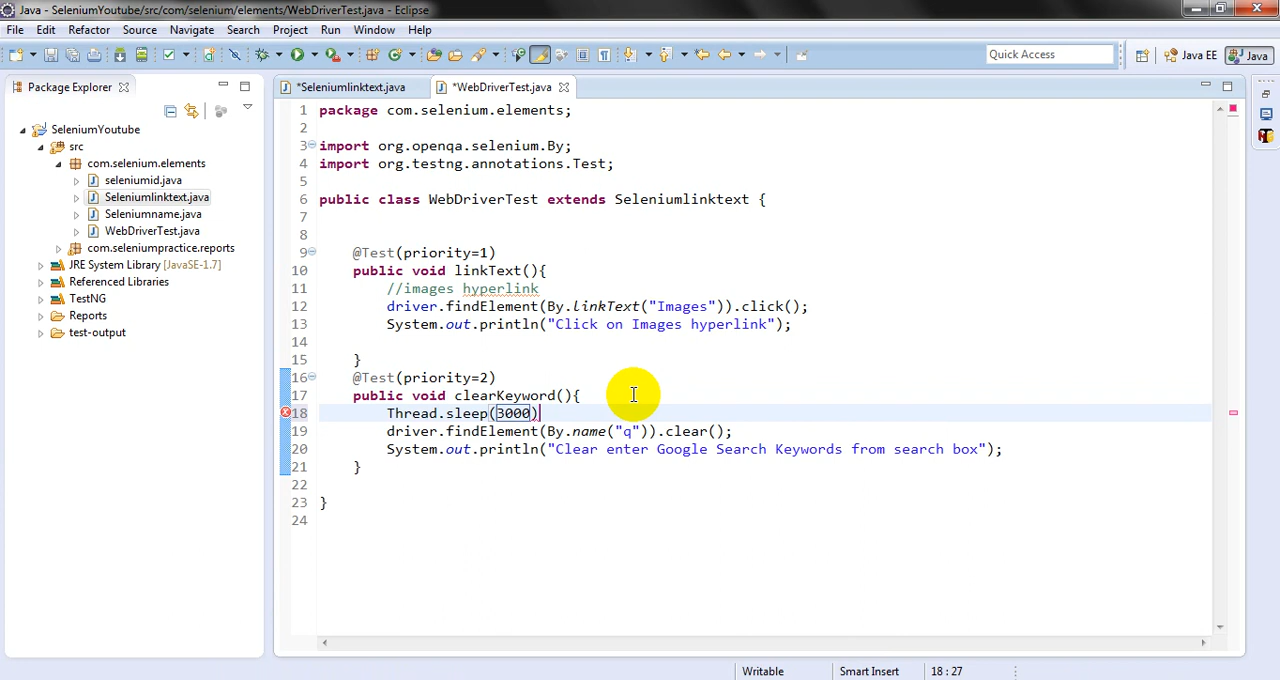 Java - SeleniumYoutube/src/com/selenium/elements/WebDriverTest.java - Eclipse
File Edit Refactor Source Navigate Search Project Run Window Help
Quick Access
Java EE
Java
Package Explorer
*Seleniumlinktext.java
*WebDriverTest.java
SeleniumYoutube
src
com.selenium.elements
seleniumid.java
Seleniumlinktext.java
Seleniumname.java
WebDriverTest.java
com.seleniumpractice.reports
JRE System Library [JavaSE-1.7]
Referenced Libraries
TestNG
Reports
test-output
1 package com.selenium.elements;
2
3 import org.openqa.selenium.By;
4 import org.testng.annotations.Test;
5
6 public class WebDriverTest extends Seleniumlinktext {
7
8
9 @Test(priority=1)
10 public void linkText(){
11 //images hyperlink
12 driver.findElement(By.linkText("Images")).click();
13 System.out.println("Click on Images hyperlink");
14
15 }
16 @Test(priority=2)
17 public void clearKeyword(){
18 Thread.sleep(3000)
19 driver.findElement(By.name("q")).clear();
20 System.out.println("Clear enter Google Search Keywords from search box");
21 }
22
23 }
24
Writable
Smart Insert
18 : 27